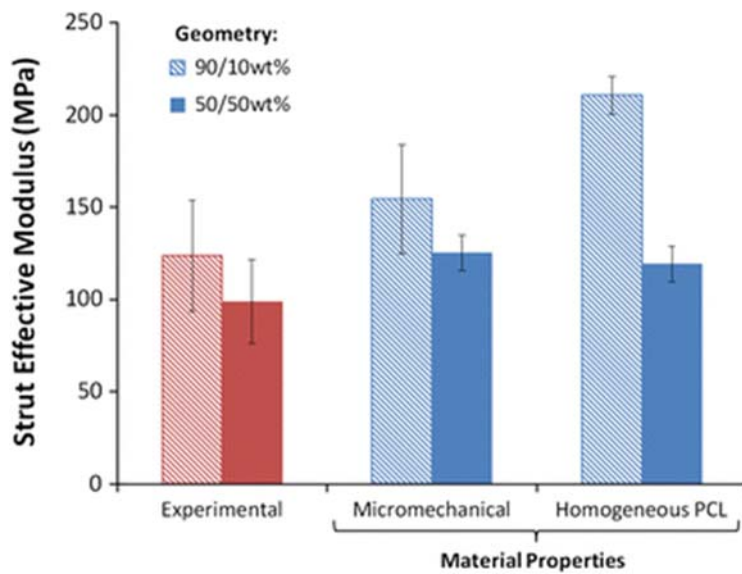 Strut Effective Modulus (MPa)
250
200
150
100
50
0
Geometry:
90/10wt%
50/50wt%
Experimental
Micromechanical
Homogeneous PCL
Material Properties